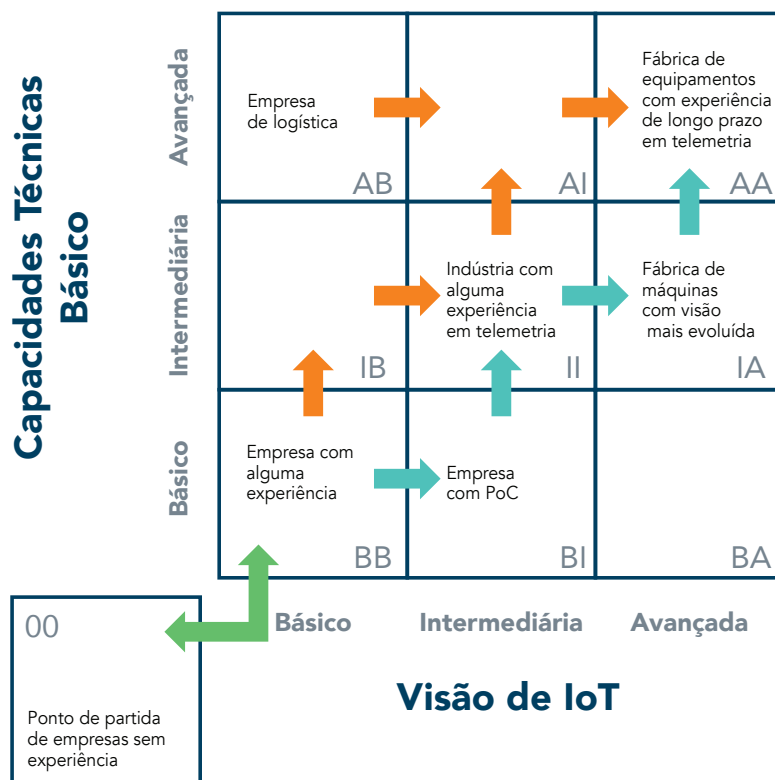 Capacidades Técnicas
Básico
Avançada
Intermediária
Básico
Empresa
de logística
AB
AI
Fábrica de
equipamentos
com experiência
de longo prazo
em telemetria
AA
IB
Indústria com
alguma
experiência
em telemetria
II
Fábrica de
máquinas
com visão
mais evoluída
IA
Empresa com
alguma
experiência
BB
Empresa
com PoC
BI
BA
Básico
Intermediária
Avançada
Visão de IoT
00
Ponto de partida
de empresas sem
experiência